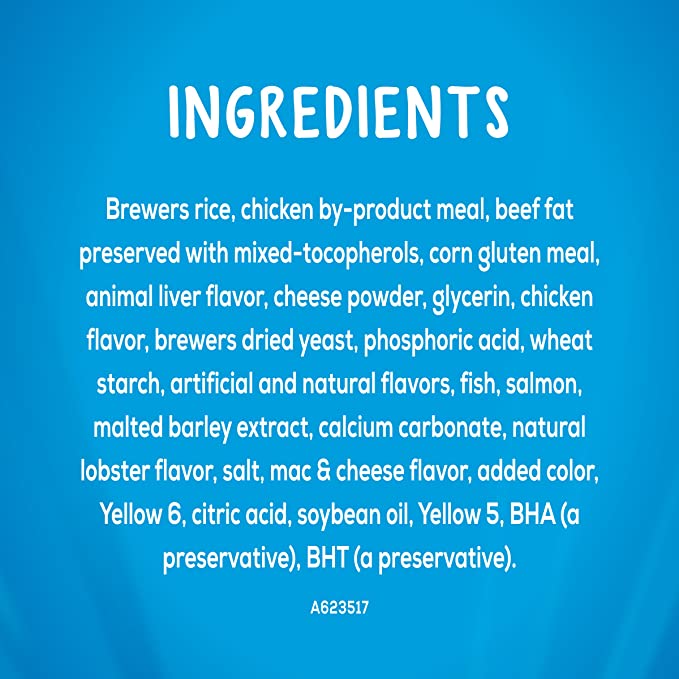 INGREDIENTS
Brewers rice, chicken by-product meal, beef fat
preserved with mixed-tocopherols, corn gluten meal,
animal liver flavor, cheese powder, glycerin, chicken
flavor, brewers dried yeast, phosphoric acid, wheat
starch, artificial and natural flavors, fish, salmon,
malted barley extract, calcium carbonate, natural
lobster flavor, salt, mac & cheese flavor, added color,
Yellow 6, citric acid, soybean oil, Yellow 5, BHA (a
preservative), BHT (a preservative).
A623517